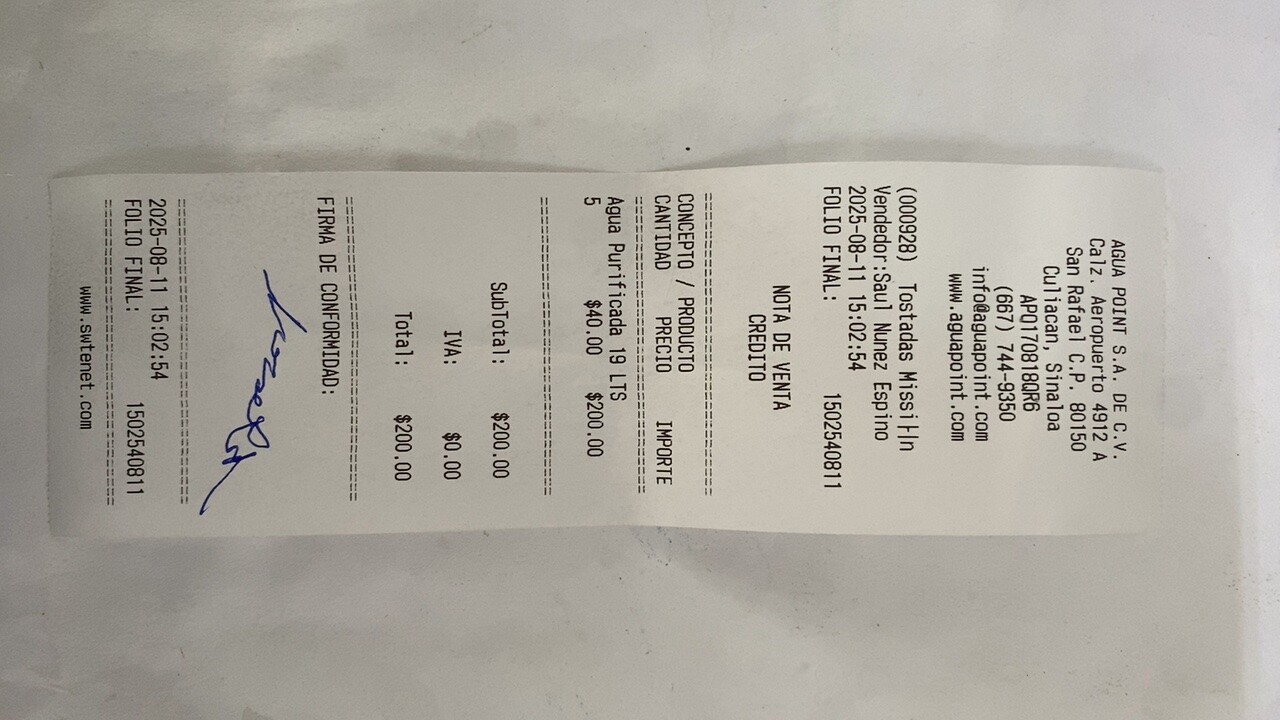 AGUA POINT S.A. DE C.V.
Calz. Aeropuerto 4912 A
San Rafael C.P. 80150
Culiacan, Sinaloa
APO170818QR6
(667) 744-9350
info@aguapoint.com
www.aguapoint.com
NOTA DE VENTA
CREDITO
(000928) Tostadas
Vendedor:Saul Nunez Espino
2025-08-11 15:02:54
FOLIO FINAL: 1502540811
================================
CONCEPTO / PRODUCTO
CANTIDAD PRECIO IMPORTE
================================
Agua Purificada 19 LTS
5 $40.00 $200.00
================================
SubTotal: $200.00
IVA: $0.00
Total: $200.00
================================
FIRMA DE CONFORMIDAD:
================================
2025-08-11 15:02:54
FOLIO FINAL: 1502540811
================================
www.swtenet.com